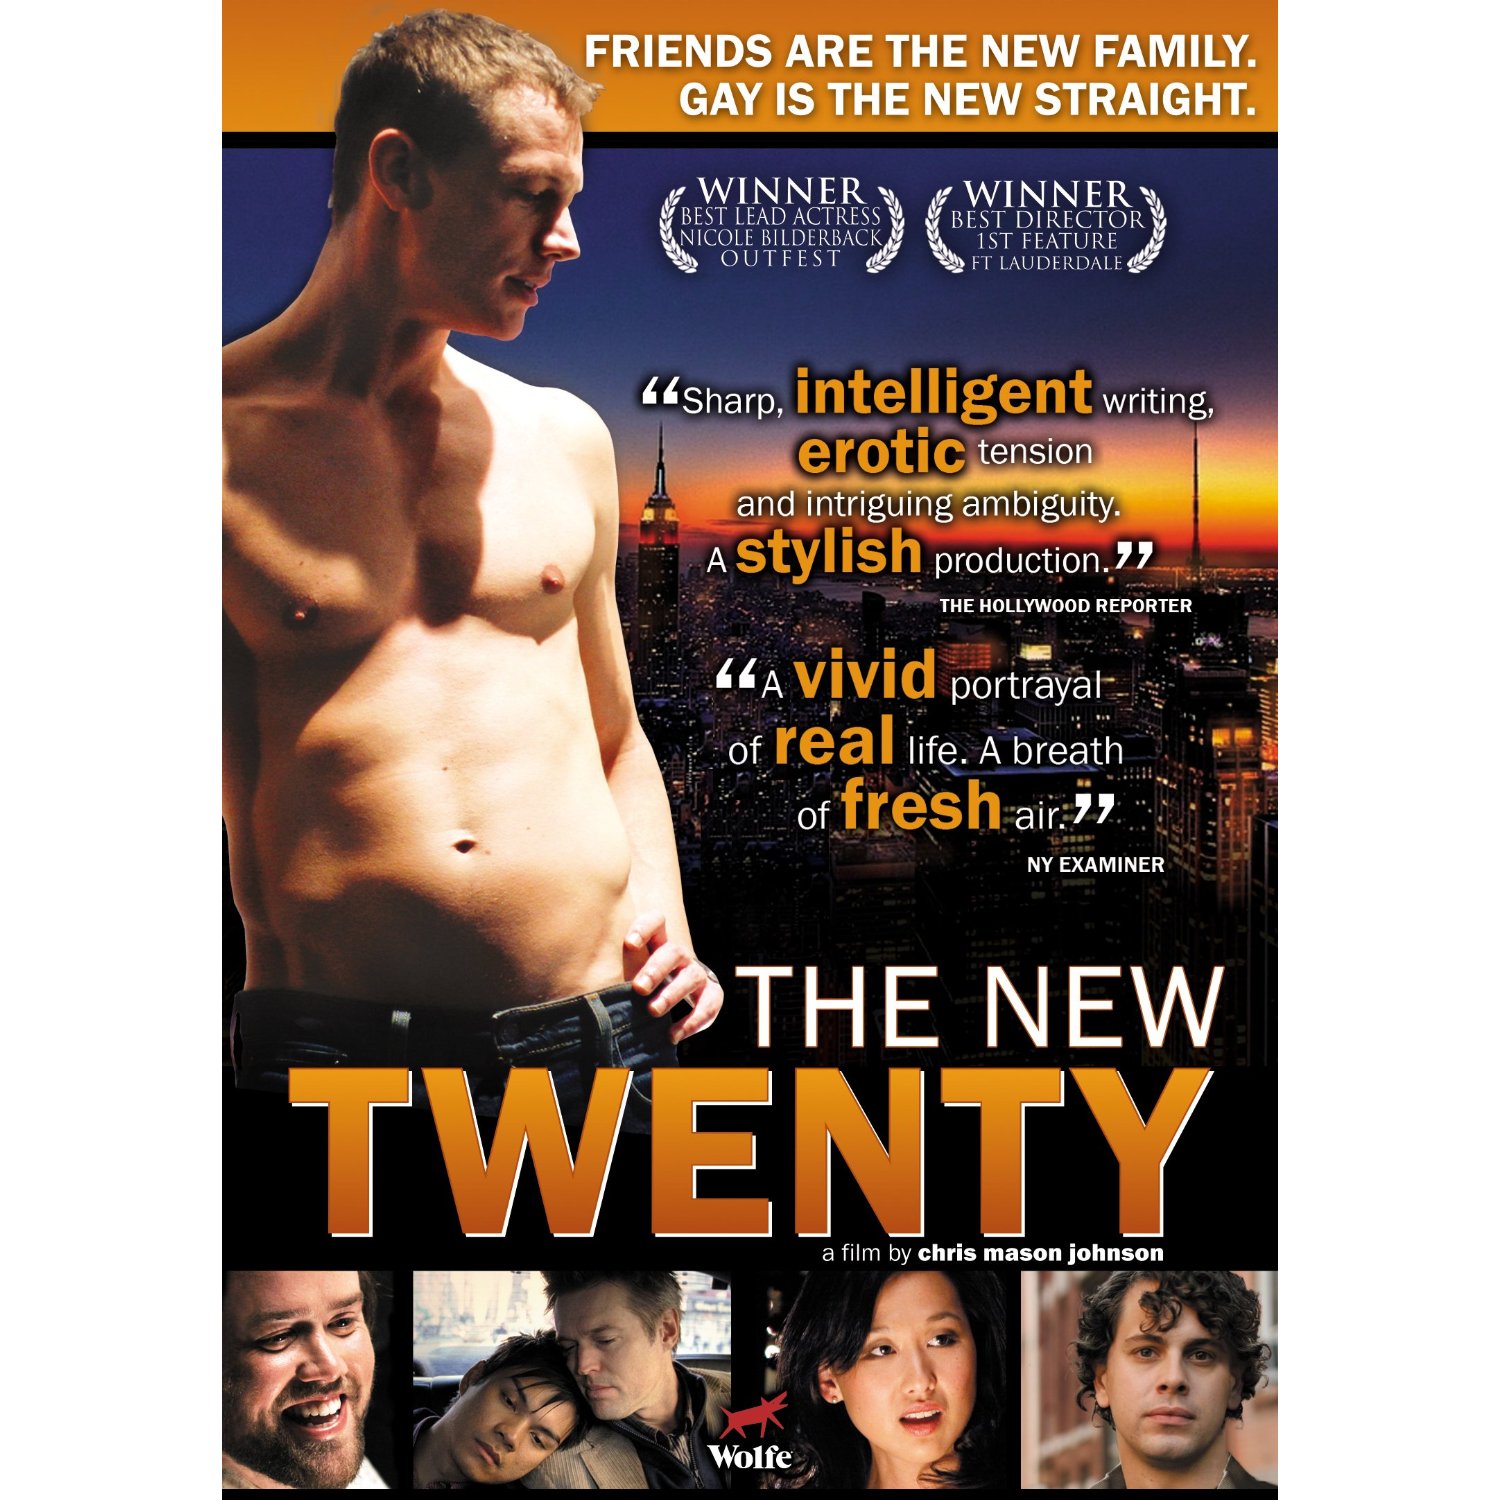 FRIENDS ARE THE NEW FAMILY.
GAY IS THE NEW STRAIGHT.
WINNER
BEST LEAD ACTRESS
NICOLE BILDERBACK
OUTFEST
WINNER
BEST DIRECTOR
1ST FEATURE
FT LAUDERDALE
“Sharp, intelligent writing,
erotic tension
and intriguing ambiguity.
A stylish production.”
THE HOLLYWOOD REPORTER
“A vivid portrayal
of real life. A breath
of fresh air.”
NY EXAMINER
THE NEW
TWENTY
a film by chris mason johnson
Wolfe